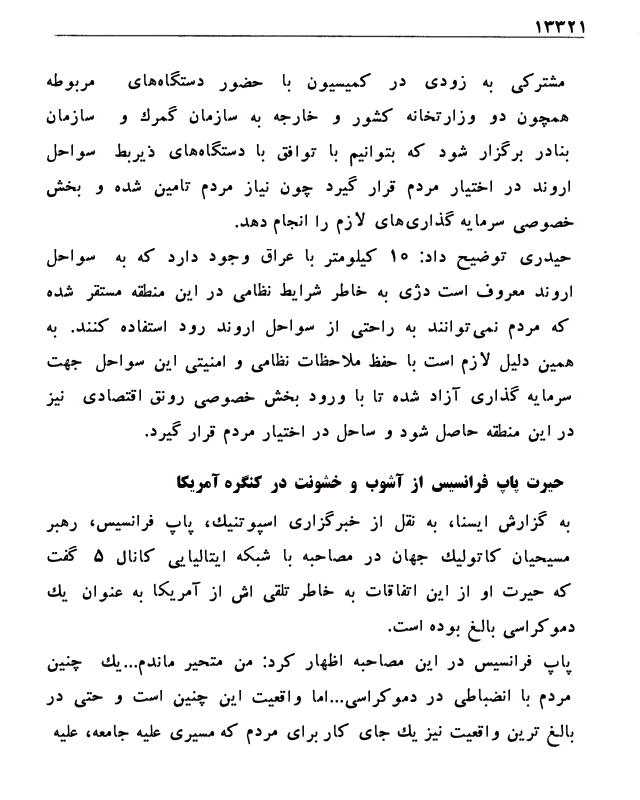 ۱۳۳۲۱
مشترکی به زودی در کمیسیون با حضور دستگاه‌های مربوطه
همچون دو وزارتخانه کشور و خارجه به سازمان گمرك و سازمان
بنادر برگزار شود که بتوانیم با توافق با دستگاه‌های ذیربط سواحل
اروند در اختیار مردم قرار گیرد چون نیاز مردم تامین شده و بخش
خصوصی سرمایه گذاری‌های لازم را انجام دهد.
حیدری توضیح داد: ۱۰ کیلومتر با عراق وجود دارد که به سواحل
اروند معروف است دژی به خاطر شرایط نظامی در این منطقه مستقر شده
که مردم نمی‌توانند به راحتی از سواحل اروند رود استفاده کنند. به
همین دلیل لازم است با حفظ ملاحظات نظامی و امنیتی این سواحل جهت
سرمایه گذاری آزاد شده تا با ورود بخش خصوصی رونق اقتصادی نیز
در این منطقه حاصل شود و ساحل در اختیار مردم قرار گیرد.
حیرت پاپ فرانسیس از آشوب و خشونت در کنگره آمریکا
به گزارش ایسنا، به نقل از خبرگزاری اسپوتنیك، پاپ فرانسیس، رهبر
مسیحیان کاتولیك جهان در مصاحبه با شبکه ایتالیایی کانال ۵ گفت
که حیرت او از این اتفاقات به خاطر تلقی اش از آمریکا به عنوان یك
دموکراسی بالغ بوده است.
پاپ فرانسیس در این مصاحبه اظهار کرد: من متحیر ماندم...یك چنین
مردم با انضباطی در دموکراسی...اما واقعیت این چنین است و حتی در
بالغ ترین واقعیت نیز یك جای کار برای مردم که مسیری علیه جامعه، علیه